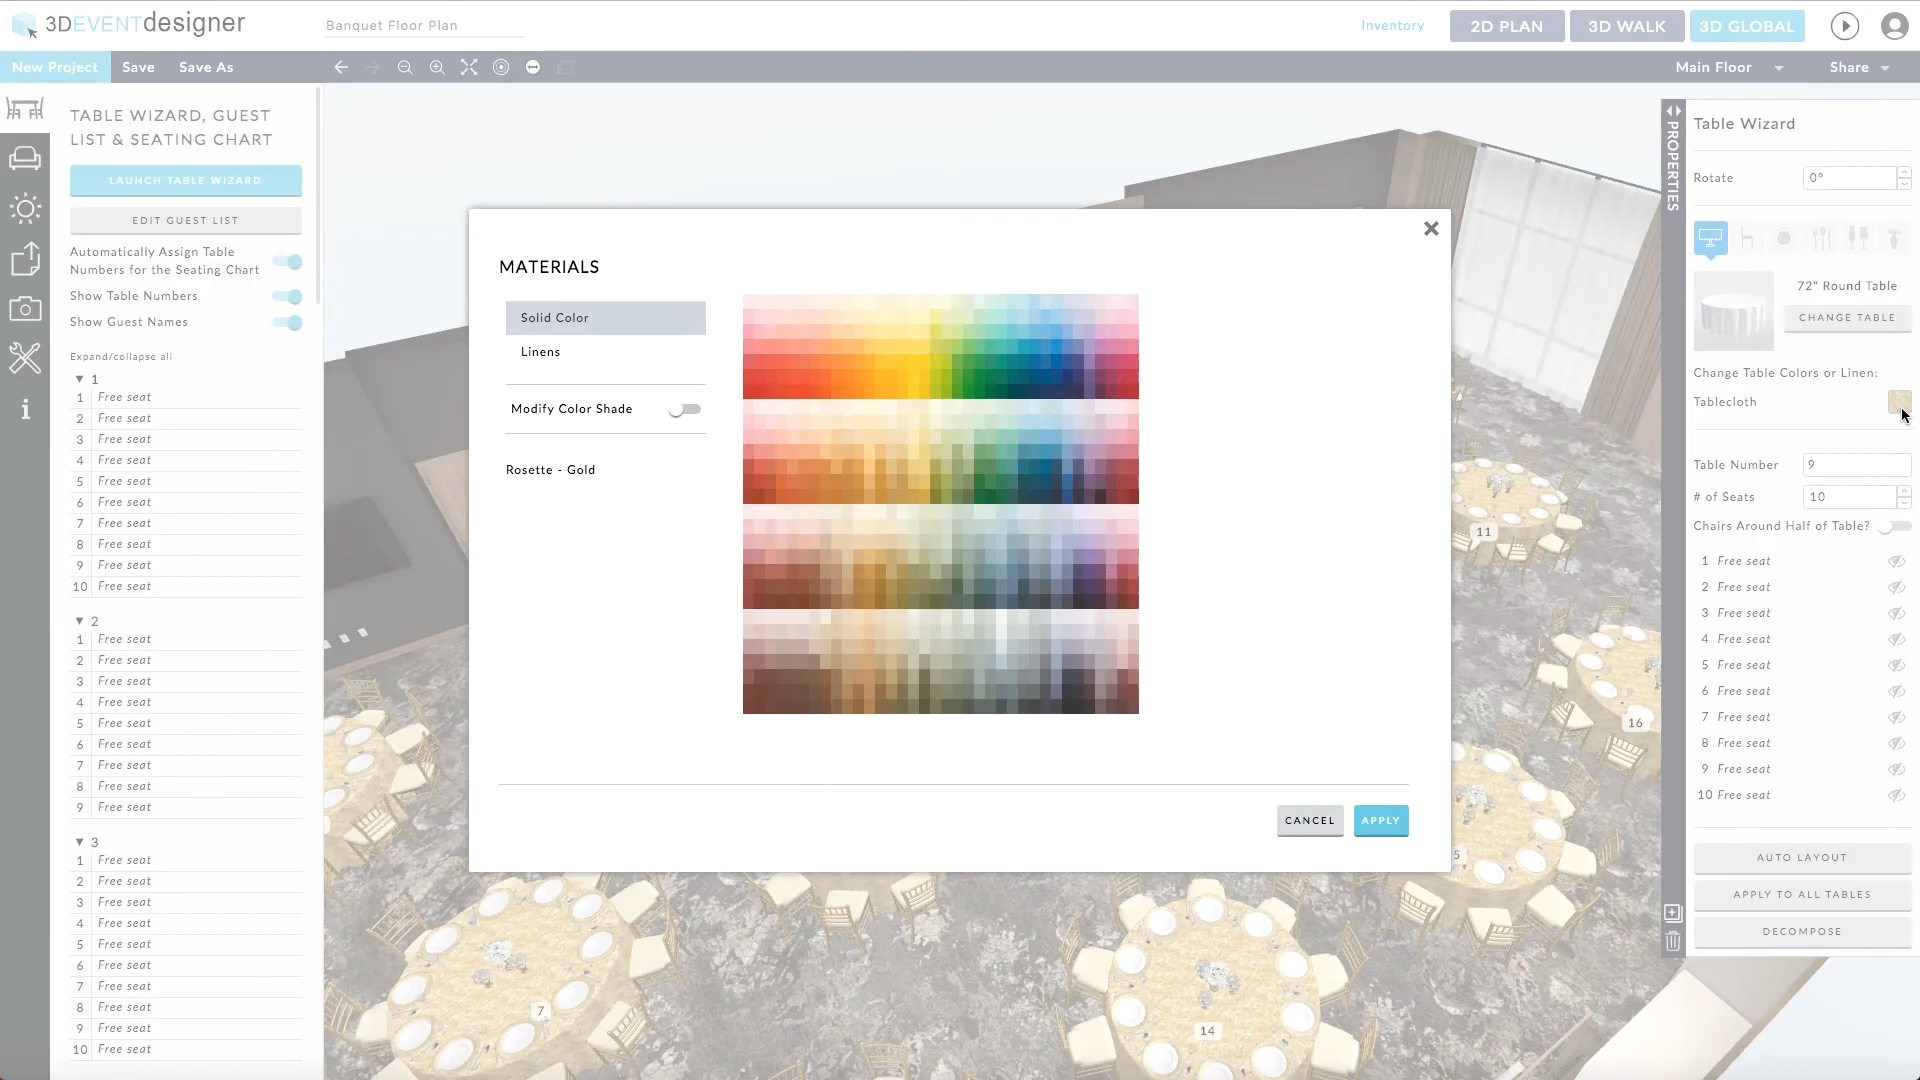 3DEVENTdesigner
Banquet Floor Plan
Inventory
2D PLAN
3D WALK
3D GLOBAL
New Project
Save
Save As
Main Floor
Share
TABLE WIZARD, GUEST
LIST & SEATING CHART
LAUNCH TABLE WIZARD
EDIT GUEST LIST
Automatically Assign Table
Numbers for the Seating Chart
Show Table Numbers
Show Guest Names
Expand/collapse all
1
1 Free seat
2 Free seat
3 Free seat
4 Free seat
5 Free seat
6 Free seat
7 Free seat
8 Free seat
9 Free seat
10 Free seat
2
1 Free seat
2 Free seat
3 Free seat
4 Free seat
5 Free seat
6 Free seat
7 Free seat
8 Free seat
9 Free seat
3
1 Free seat
2 Free seat
3 Free seat
4 Free seat
5 Free seat
6 Free seat
7 Free seat
8 Free seat
9 Free seat
10 Free seat
MATERIALS
Solid Color
Linens
Modify Color Shade
Rosette - Gold
CANCEL
APPLY
11
16
5
7
14
PROPERTIES
Table Wizard
Rotate
0°
72" Round Table
CHANGE TABLE
Change Table Colors or Linen:
Tablecloth
Table Number
9
# of Seats
10
Chairs Around Half of Table?
1 Free seat
2 Free seat
3 Free seat
4 Free seat
5 Free seat
6 Free seat
7 Free seat
8 Free seat
9 Free seat
10 Free seat
AUTO LAYOUT
APPLY TO ALL TABLES
DECOMPOSE